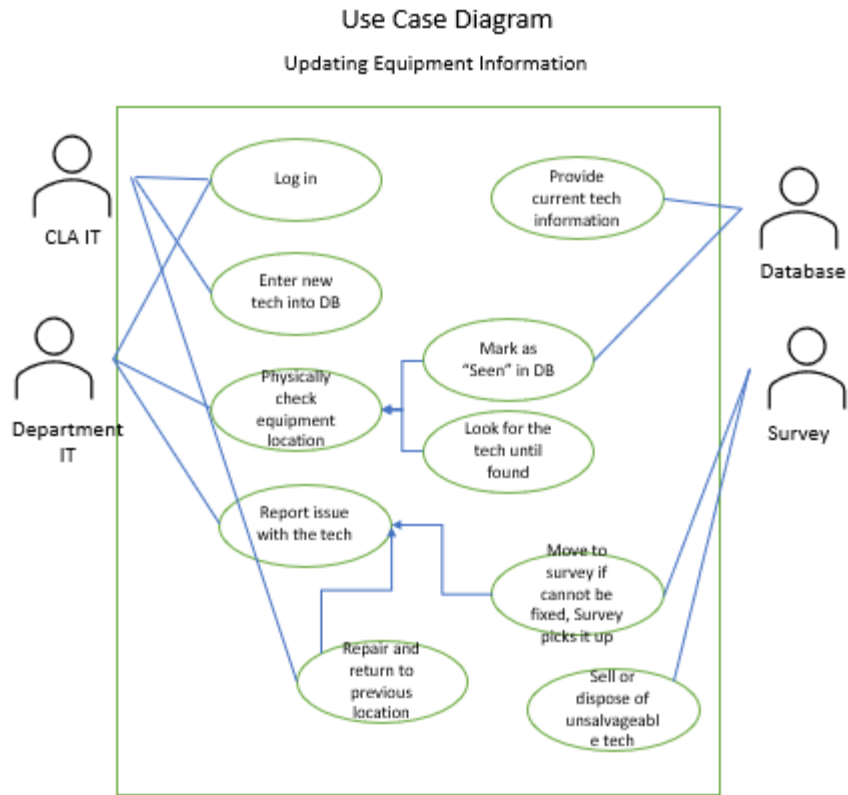 Use Case Diagram
Updating Equipment Information
CLA IT
Log in
Provide
current tech
information
Database
Enter new
tech into DB
Department
IT
Physically
check
equipment
location
Mark as
"Seen" in DB
Look for the
tech until
found
Survey
Report issue
with the tech
Move to
survey if
cannot be
fixed, Survey
picks it up
Repair and
return to
previous
location
Sell or
dispose of
unsalvageabl
e tech